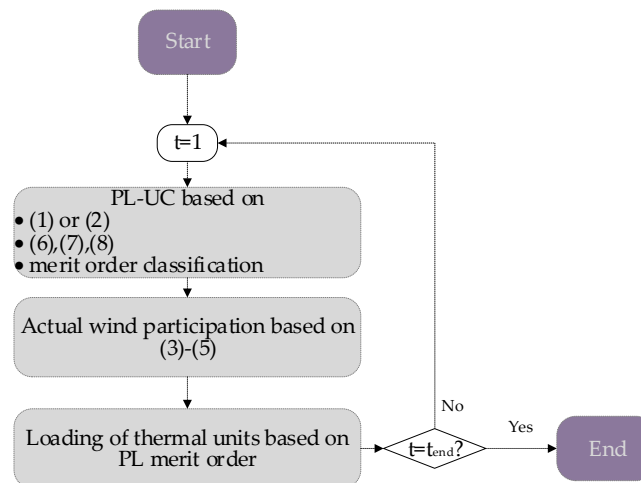 Start
t=1
PL-UC based on
• (1) or (2)
• (6),(7),(8)
• merit order classification
Actual wind participation based on
(3)-(5)
Loading of thermal units based on
PL merit order
No
t=tend?
Yes
End